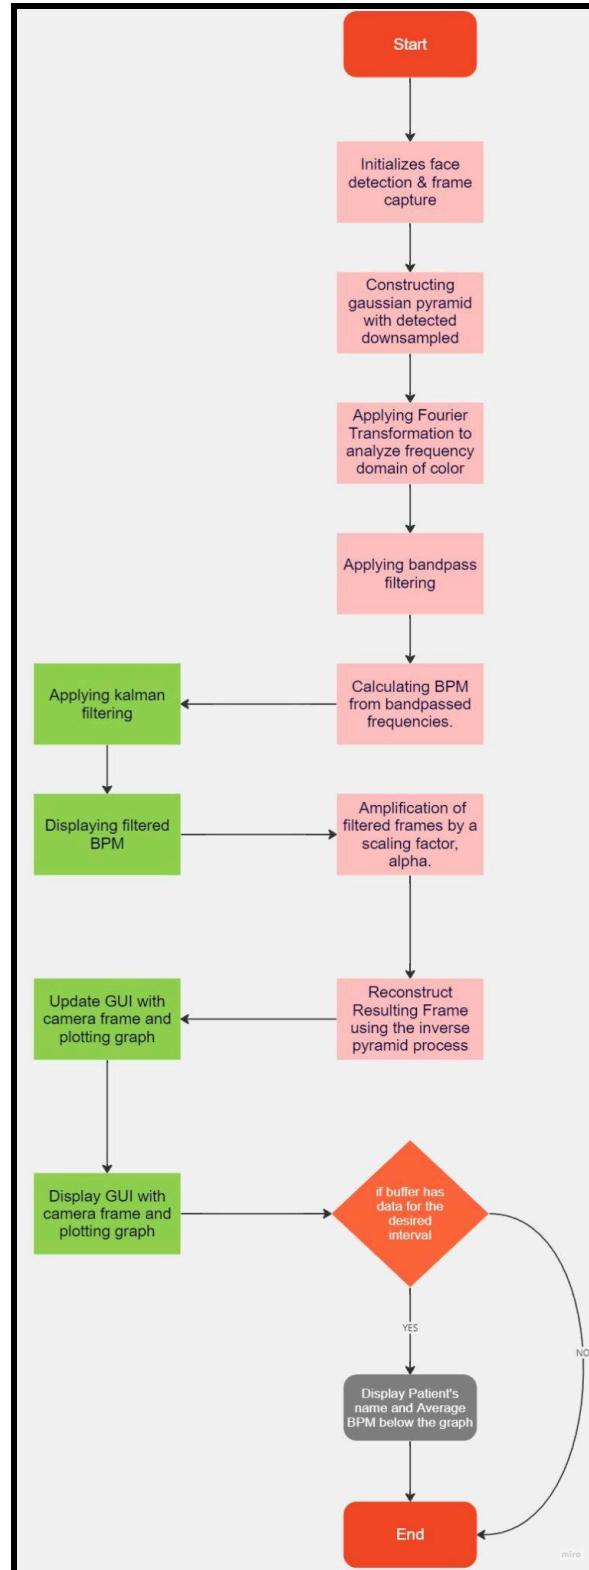 Start
Initializes face
detection & frame
capture
Constructing
gaussian pyramid
with detected
downsampled
Applying Fourier
Transformation to
analyze frequency
domain of color
Applying bandpass
filtering
Calculating BPM
from bandpassed
frequencies.
Applying kalman
filtering
Displaying filtered
BPM
Amplification of
filtered frames by a
scaling factor,
alpha.
Reconstruct
Resulting Frame
using the inverse
pyramid process
Update GUI with
camera frame and
plotting graph
Display GUI with
camera frame and
plotting graph
if buffer has
data for the
desired
interval
YES
NO
Display Patient's
name and Average
BPM below the graph
End
miro